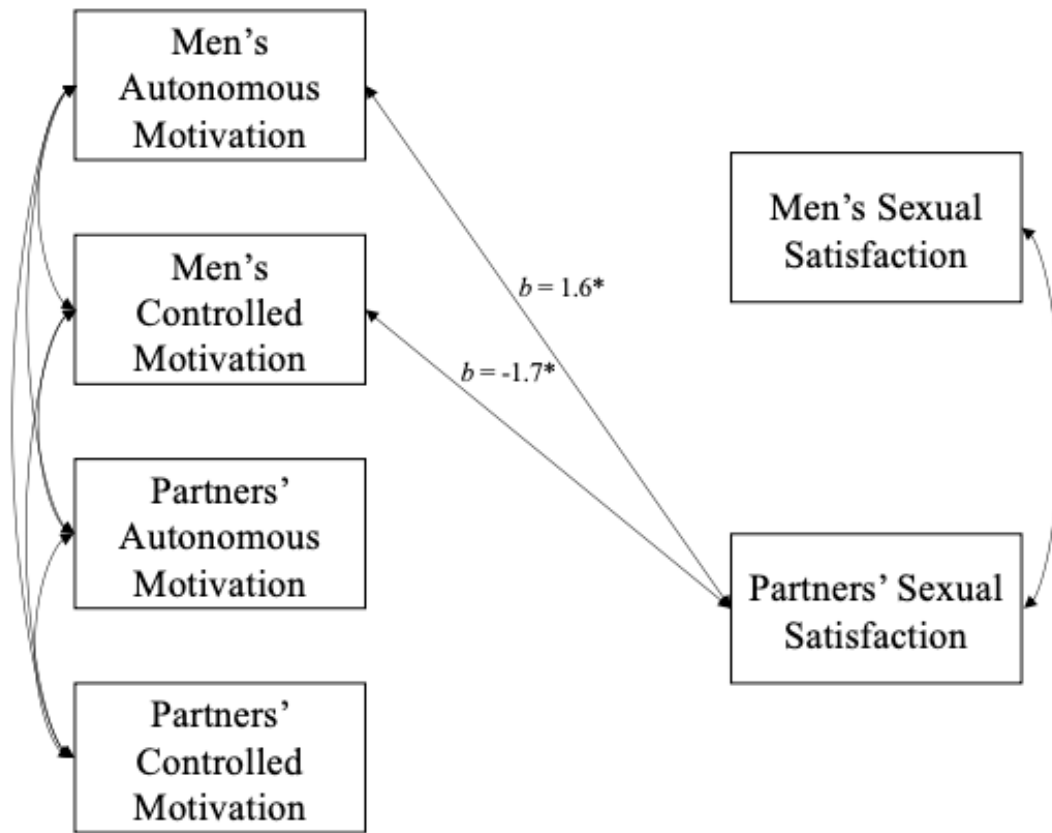 Men’s
Autonomous
Motivation
Men’s
Controlled
Motivation
Partners’
Autonomous
Motivation
Partners’
Controlled
Motivation
b = 1.6*
b = -1.7*
Men’s Sexual
Satisfaction
Partners’ Sexual
Satisfaction